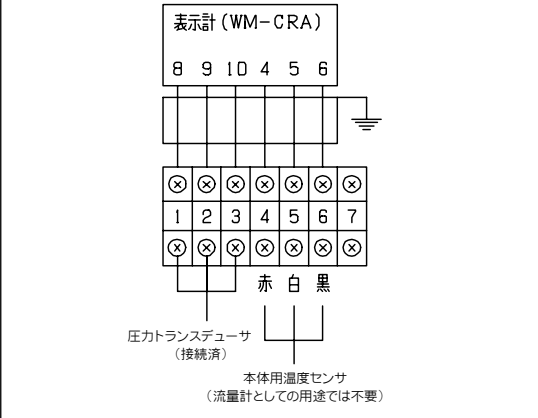 表示計(WM-CRA)
8 9 10 4 5 6
1 2 3 4 5 6 7
赤 白 黒
圧力トランスデューサ
(接続済)
本体用温度センサ
(流量計としての用途では不要)